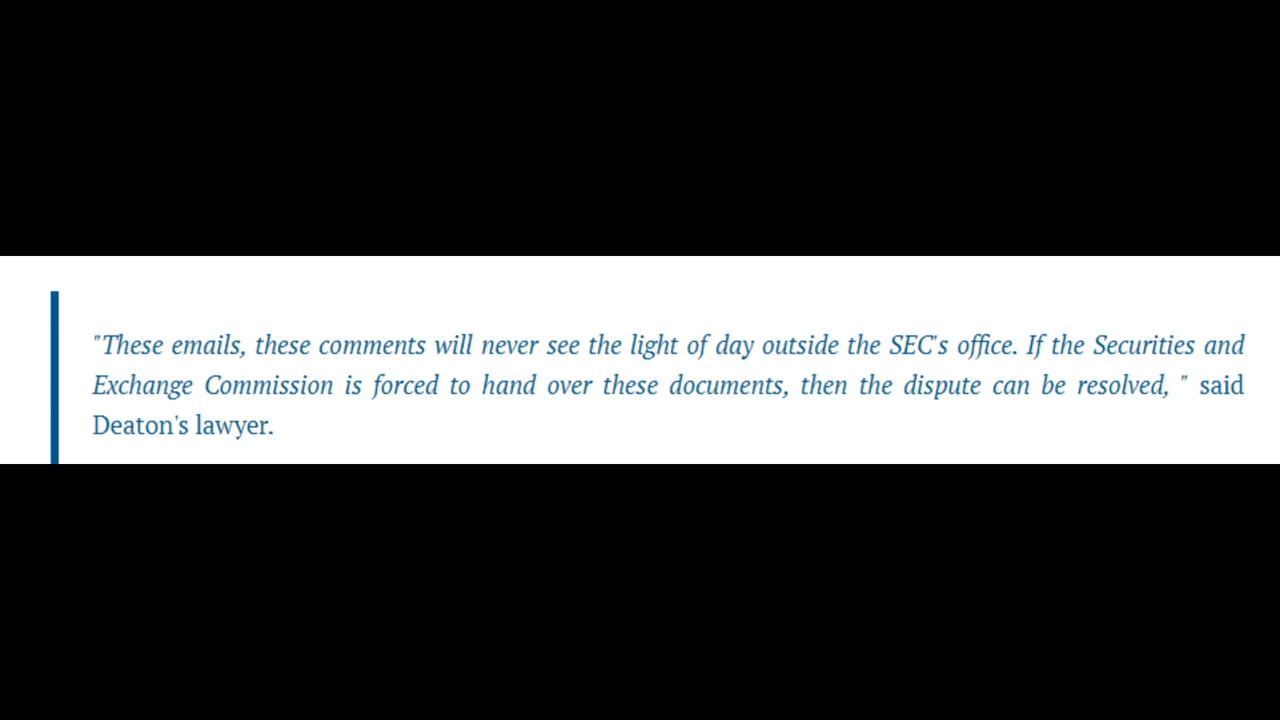 "These emails, these comments will never see the light of day outside the SEC's office. If the Securities and
Exchange Commission is forced to hand over these documents, then the dispute can be resolved, " said
Deaton's lawyer.